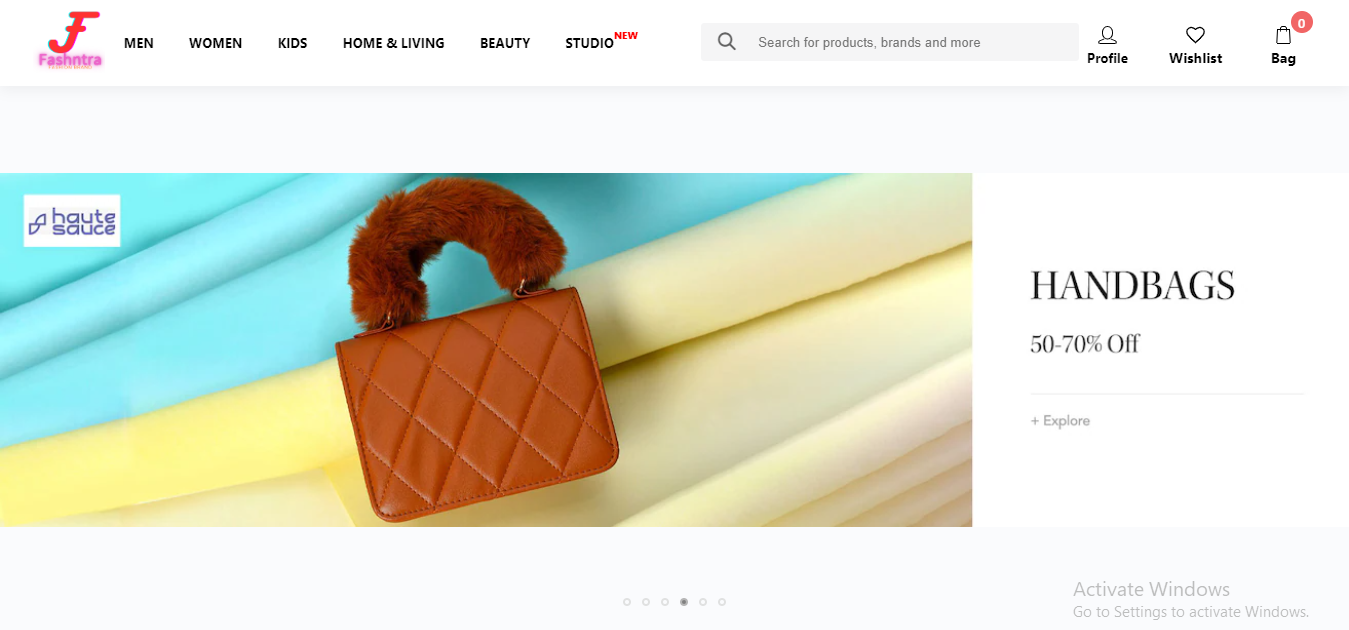 Fashntra
MEN WOMEN KIDS HOME & LIVING BEAUTY STUDIO NEW
Search for products, brands and more
Profile Wishlist Bag 0
haute
sauce
HANDBAGS
50-70% Off
+ Explore
Activate Windows
Go to Settings to activate Windows.